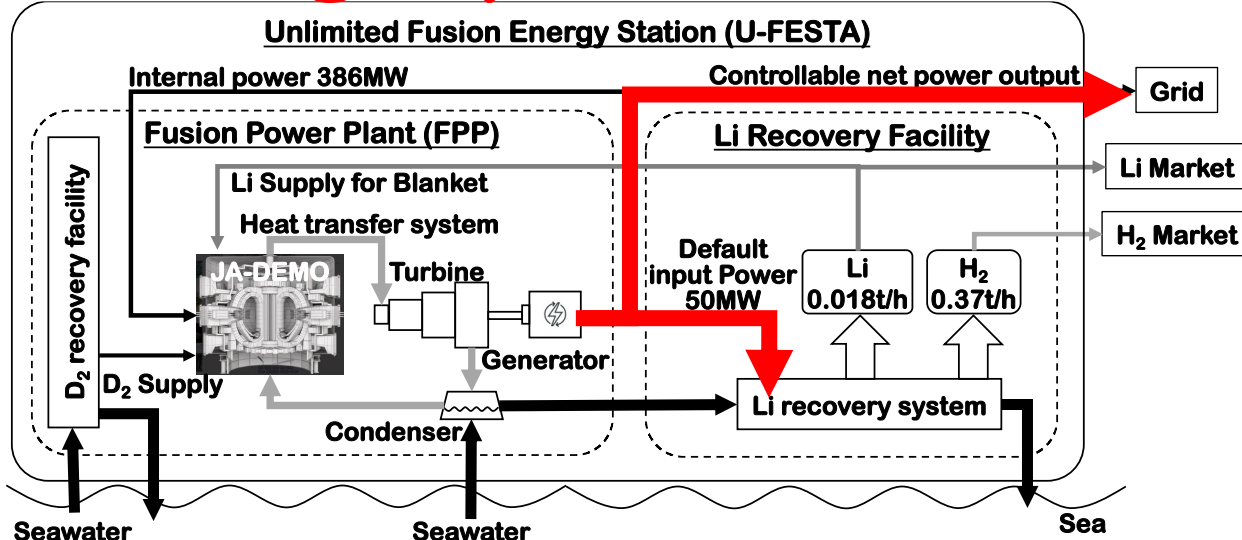 Unlimited Fusion Energy Station (U-FESTA)
Internal power 386MW
Controllable net power output
Grid
Fusion Power Plant (FPP)
Li Recovery Facility
Li Market
Li Supply for Blanket
H₂ Market
Heat transfer system
D₂ recovery facility
JA-DEMO
Turbine
Default
input Power
50MW
Li
0.018t/h
H₂
0.37t/h
Generator
D₂ Supply
Li recovery system
Condenser
Seawater
Seawater
Sea